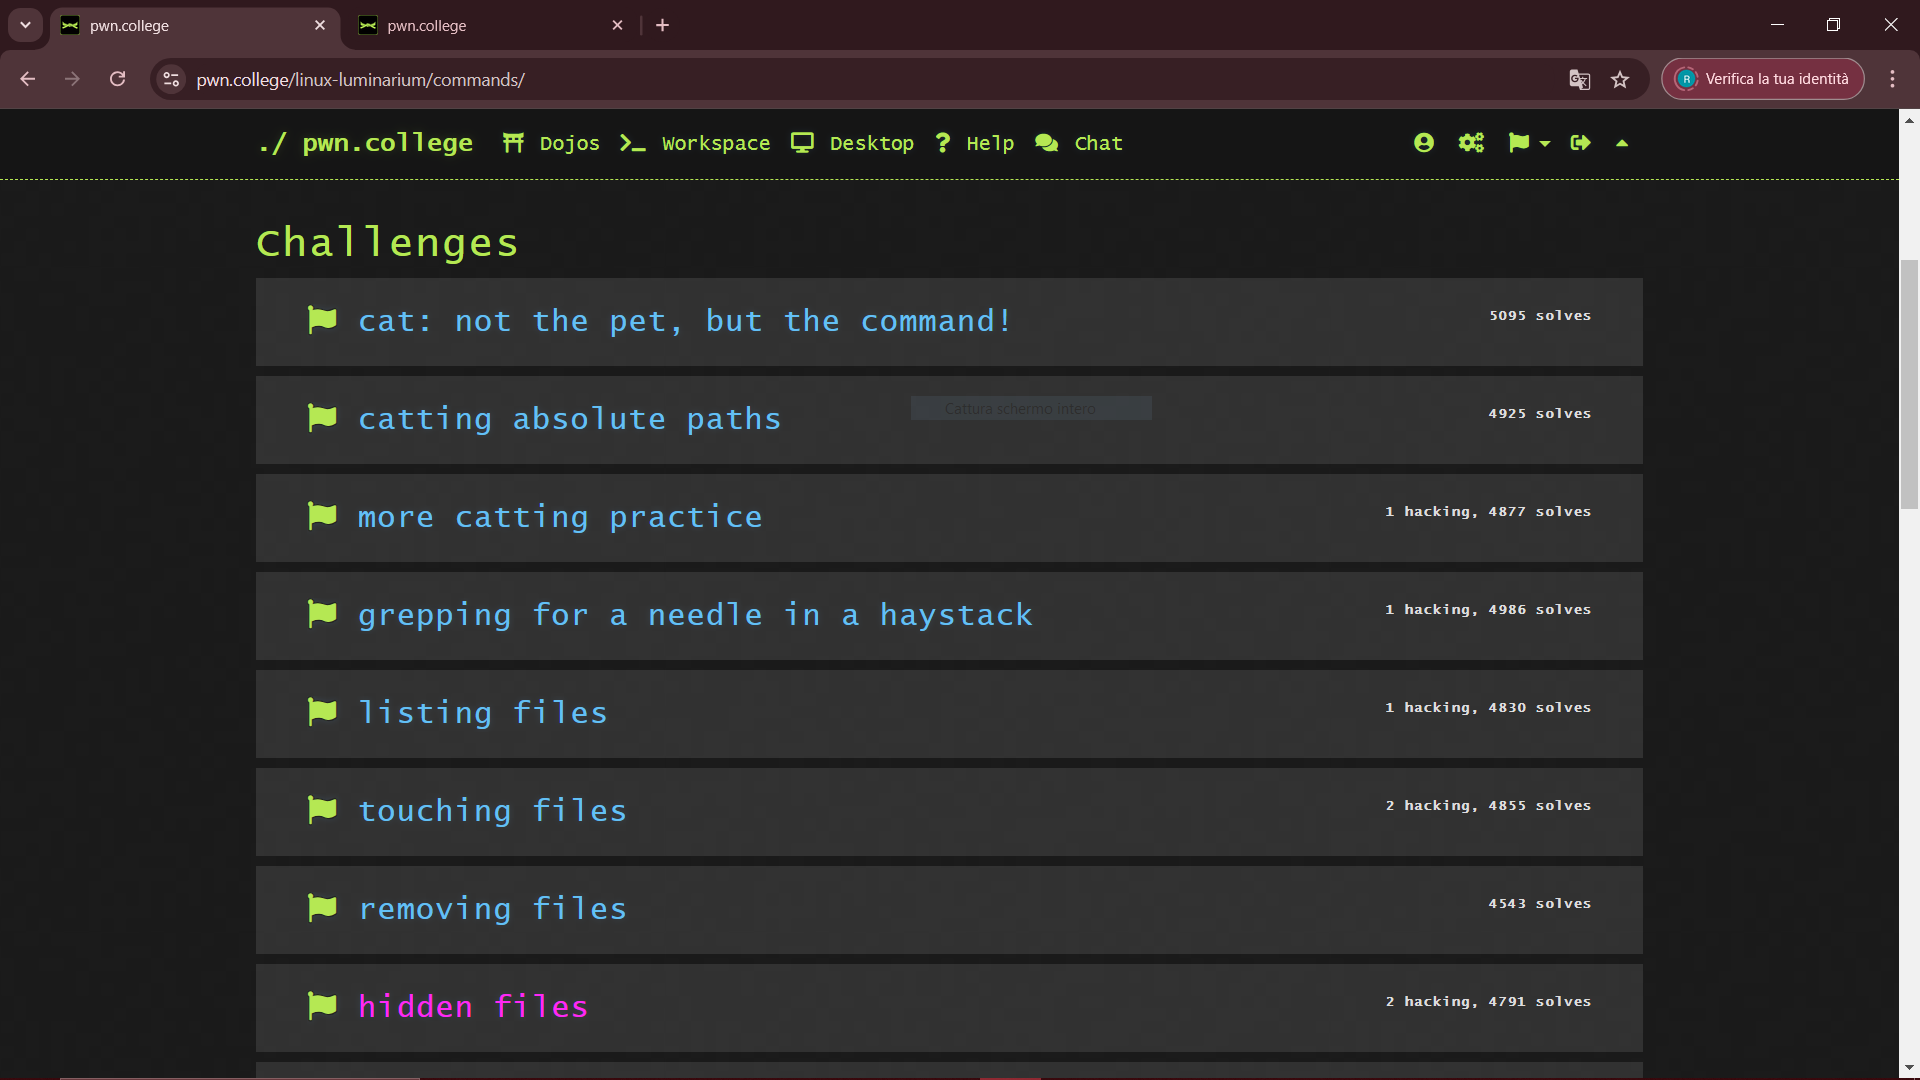 pwn.college
pwn.college
pwn.college/linux-luminarium/commands/
R Verifica la tua identità
./ pwn.college Dojos Workspace Desktop ? Help Chat
Challenges
cat: not the pet, but the command!
5095 solves
catting absolute paths
Cattura schermo intero
4925 solves
more catting practice
1 hacking, 4877 solves
grepping for a needle in a haystack
1 hacking, 4986 solves
listing files
1 hacking, 4830 solves
touching files
2 hacking, 4855 solves
removing files
4543 solves
hidden files
2 hacking, 4791 solves